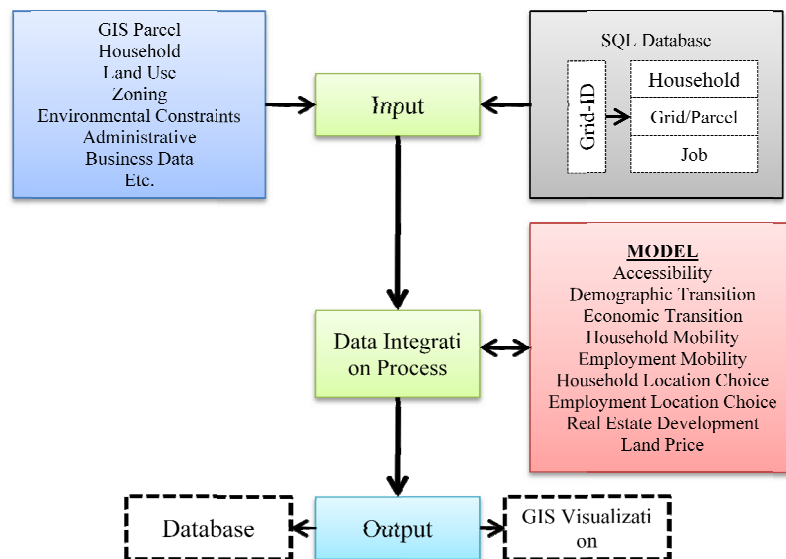 GIS Parcel
Household
Land Use
Zoning
Environmental Constraints
Administrative
Business Data
Etc.
Input
SQL Database
Grid-ID
Household
Grid/Parcel
Job
Data Integrati
on Process
MODEL
Accessibility
Demographic Transition
Economic Transition
Household Mobility
Employment Mobility
Household Location Choice
Employment Location Choice
Real Estate Development
Land Price
Database
Output
GIS Visualizati
on